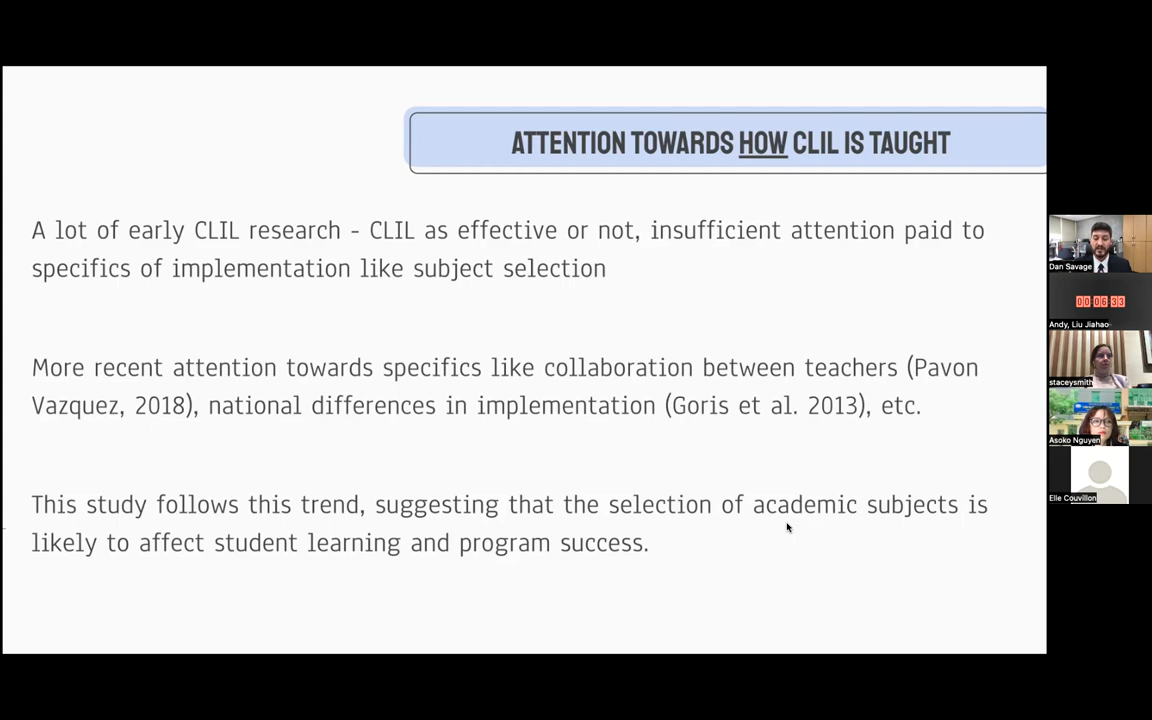 ATTENTION TOWARDS HOW CLIL IS TAUGHT
A lot of early CLIL research - CLIL as effective or not, insufficient attention paid to
specifics of implementation like subject selection
More recent attention towards specifics like collaboration between teachers (Pavon
Vazquez, 2018), national differences in implementation (Goris et al. 2013), etc.
This study follows this trend, suggesting that the selection of academic subjects is
likely to affect student learning and program success.
Dan Savage
00:06:33
Andy, Liu Jiahao
staceysmith
Asoko Nguyen
Elle Couvillon